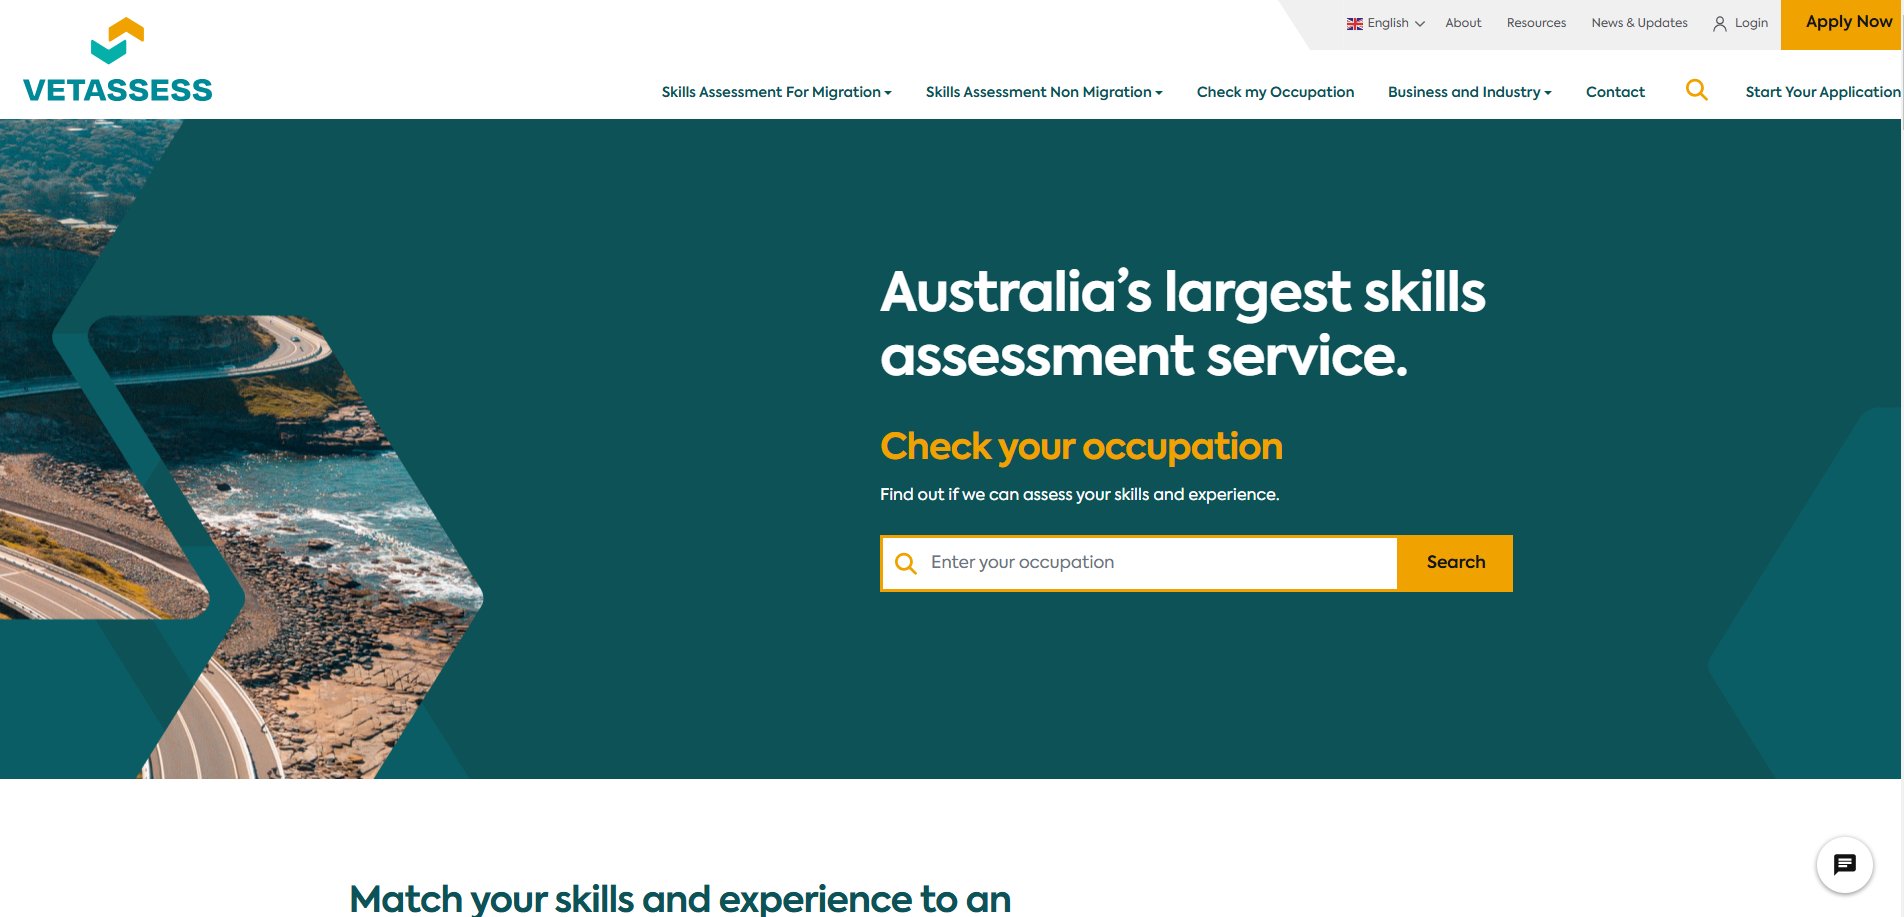 English
About
Resources
News & Updates
Login
Apply Now
VETASSESS
Skills Assessment For Migration
Skills Assessment Non Migration
Check my Occupation
Business and Industry
Contact
Start Your Application
Australia’s largest skills
assessment service.
Check your occupation
Find out if we can assess your skills and experience.
Enter your occupation
Search
Match your skills and experience to an